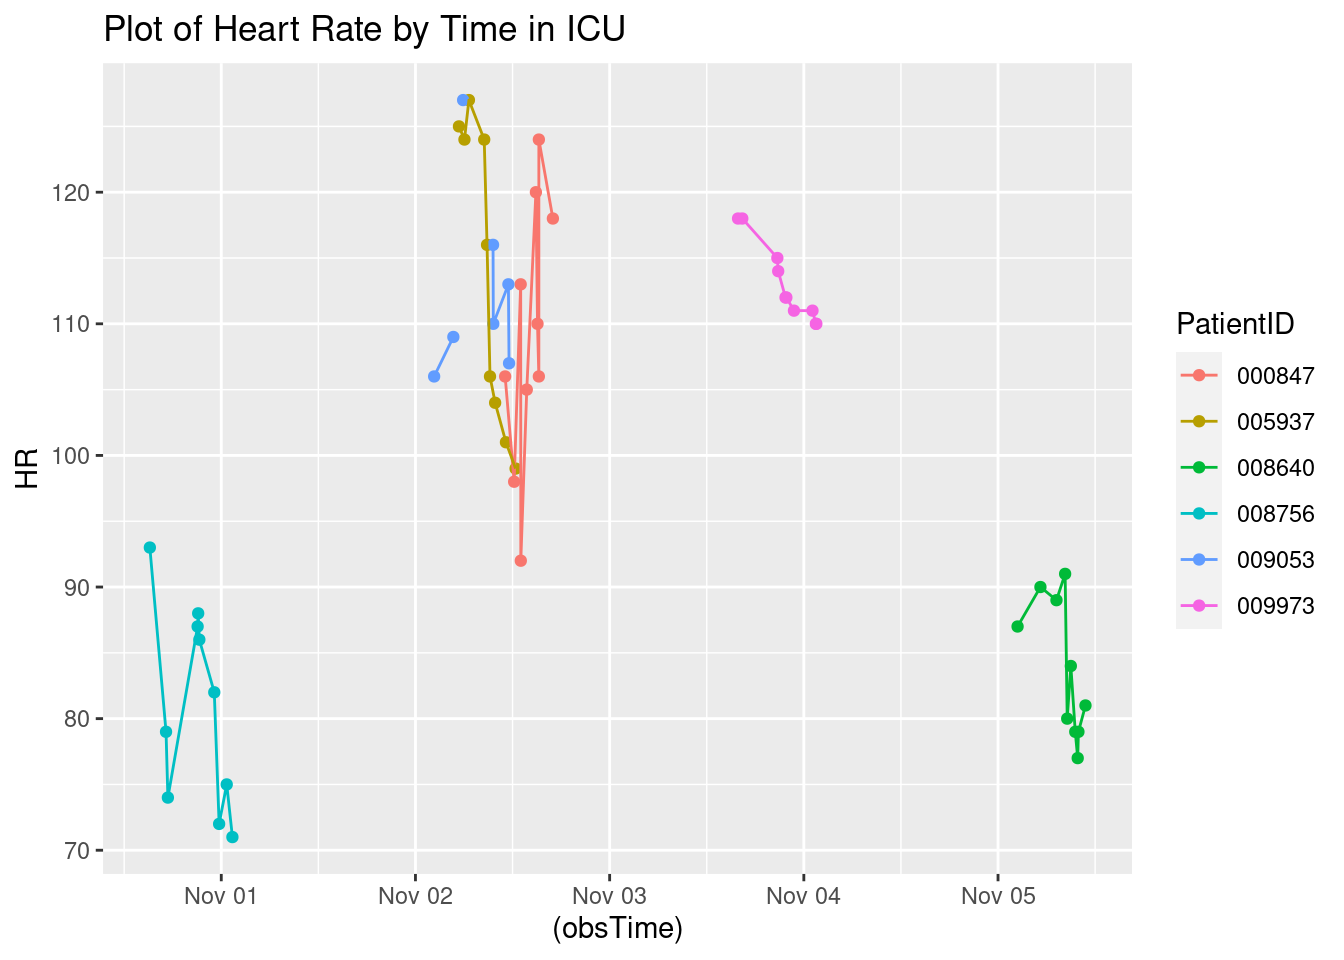 Plot of Heart Rate by Time in ICU
HR
120
110
100
90
80
70
Nov 01 Nov 02 Nov 03 Nov 04 Nov 05
(obsTime)
PatientID
000847
005937
008640
008756
009053
009973